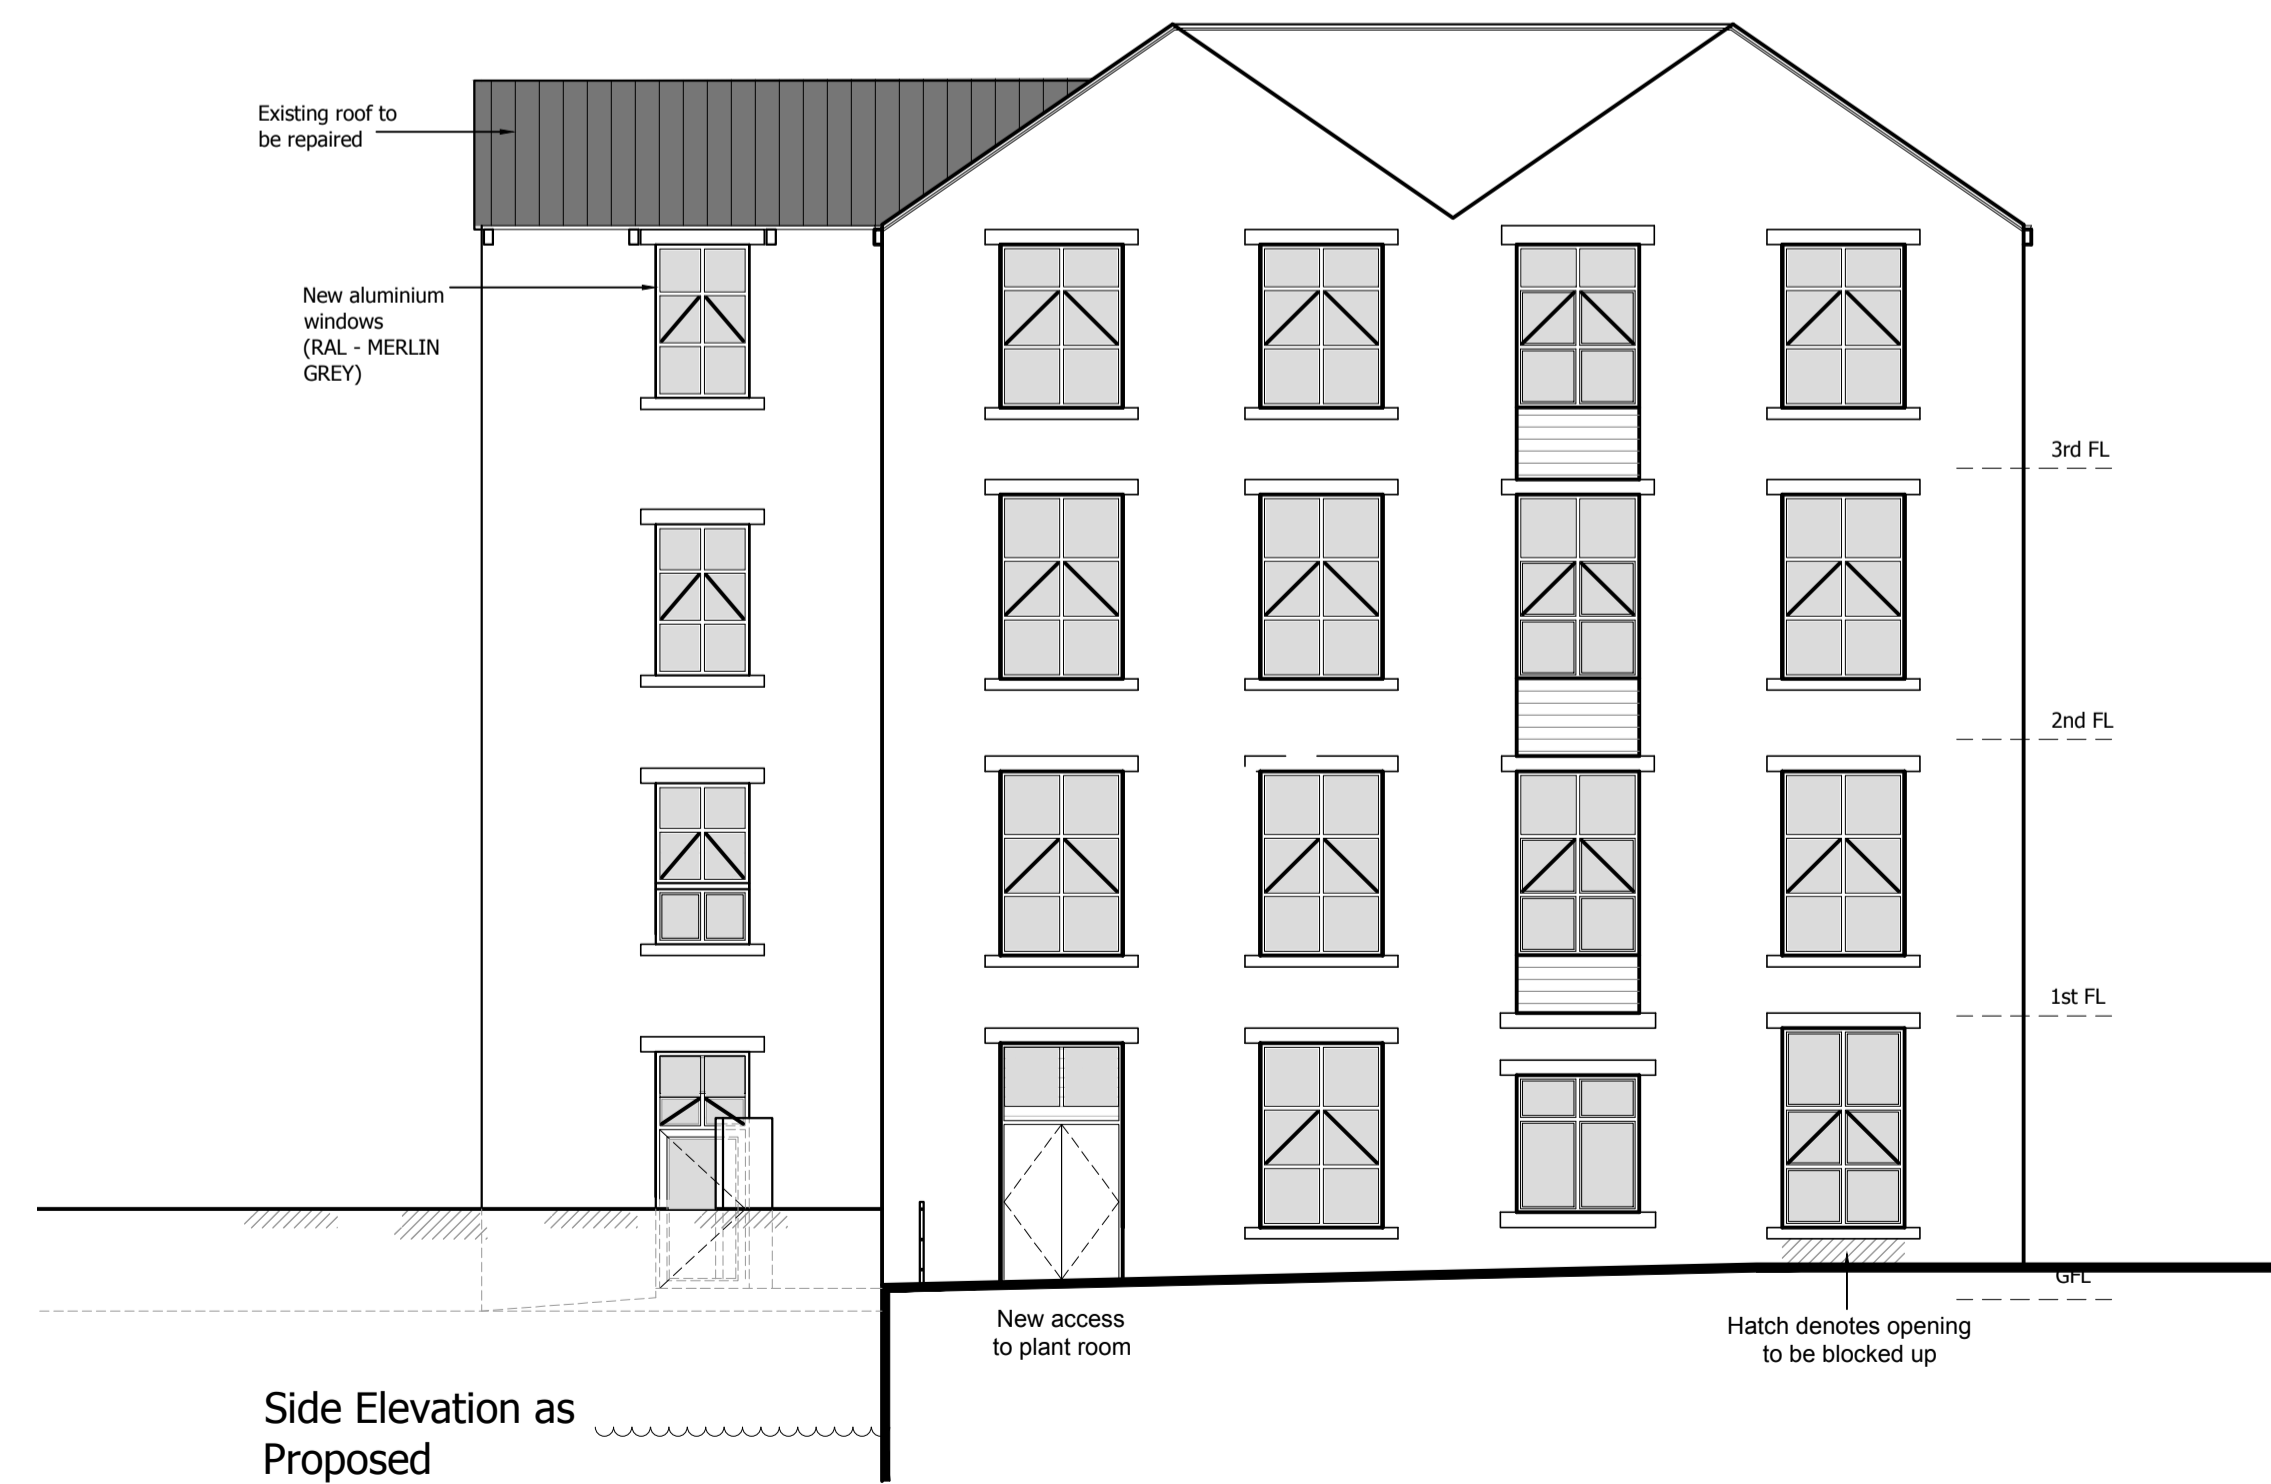 Existing roof to
be repaired
New aluminium
windows
(RAL - MERLIN
GREY)
3rd FL
2nd FL
1st FL
GFL
New access
to plant room
Hatch denotes opening
to be blocked up
Side Elevation as
Proposed